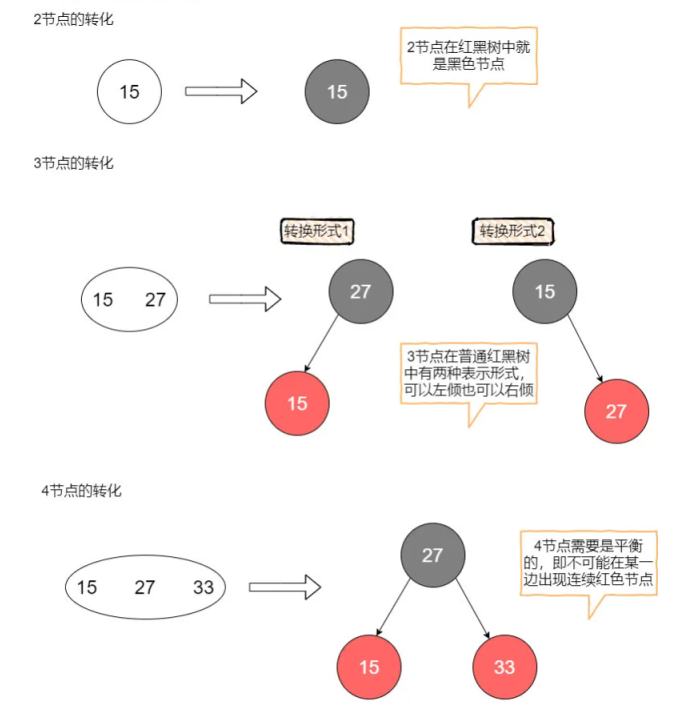 2节点的转化
2节点在红黑树中就
是黑色节点
15
15
3节点的转化
转换形式1
转换形式2
15 27
27
15
3节点在普通红黑树
中有两种表示形式，
可以左倾也可以右倾
15
27
4节点的转化
27
4节点需要是平衡
的，即不可能在某一
边出现连续红色节点
15 27 33
15
33